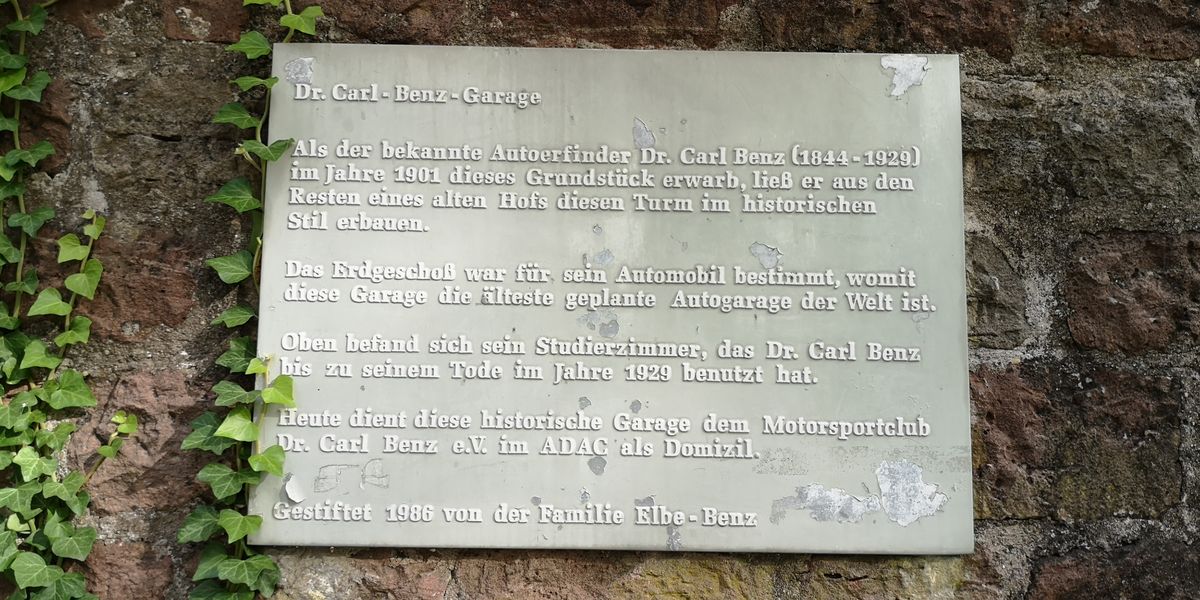 Dr. Carl-Benz-Garage
Als der bekannte Autoerfinder Dr. Carl Benz (1844-1929)
im Jahre 1901 dieses Grundstück erwarb, ließ er aus den
Resten eines alten Hofs diesen Turm im historischen
Stil erbauen.
Das Erdgeschoß war für sein Automobil bestimmt, womit
diese Garage die älteste geplante Autogarage der Welt ist.
Oben befand sich sein Studierzimmer, das Dr. Carl Benz
bis zu seinem Tode im Jahre 1929 benutzt hat.
Heute dient diese historische Garage dem Motorsportclub
Dr. Carl Benz e.V. im ADAC als Domizil.
Gestiftet 1986 von der Familie Elbe-Benz